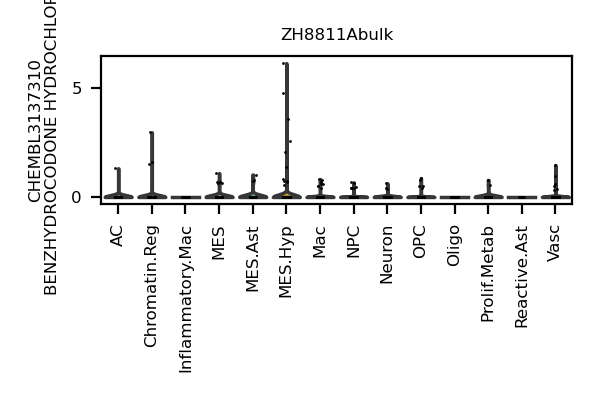 ZH8811Abulk
CHEMBL3137310
BENZHYDROCODONE HYDROCHLOR
5
0
AC
Chromatin.Reg
Inflammatory.Mac
MES
MES.Ast
MES.Hyp
Mac
NPC
Neuron
OPC
Oligo
Prolif.Metab
Reactive.Ast
Vasc